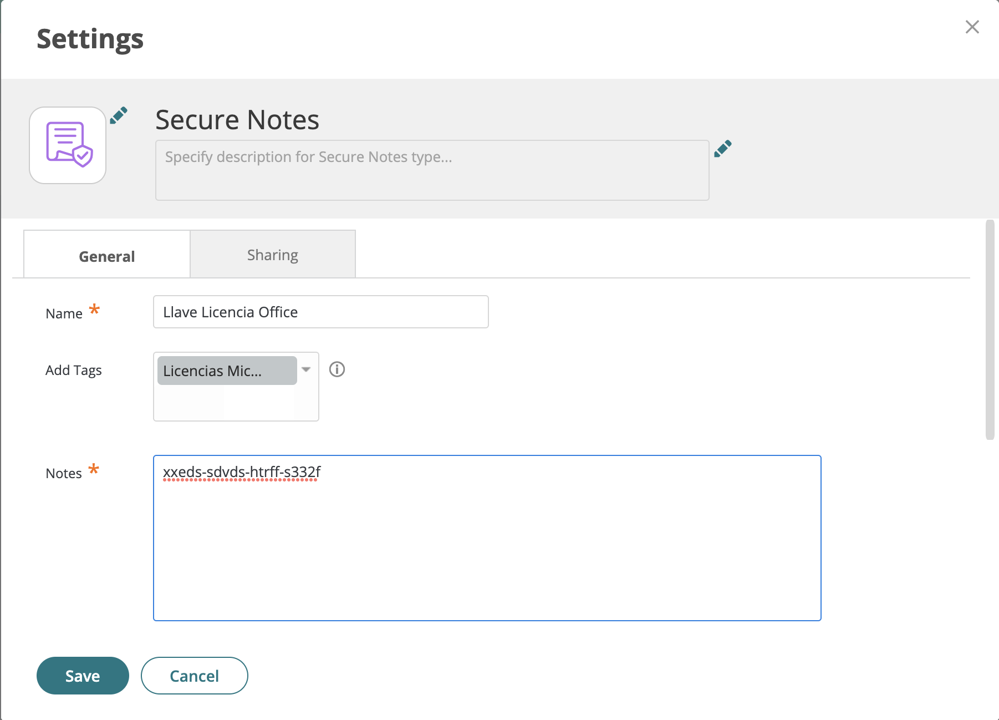 Settings
Secure Notes
Specify description for Secure Notes type...
General
Sharing
Name *
Llave Licencia Office
Add Tags
Licencias Mic...
Notes *
xxeds-sdvds-htrff-s332f
Save
Cancel